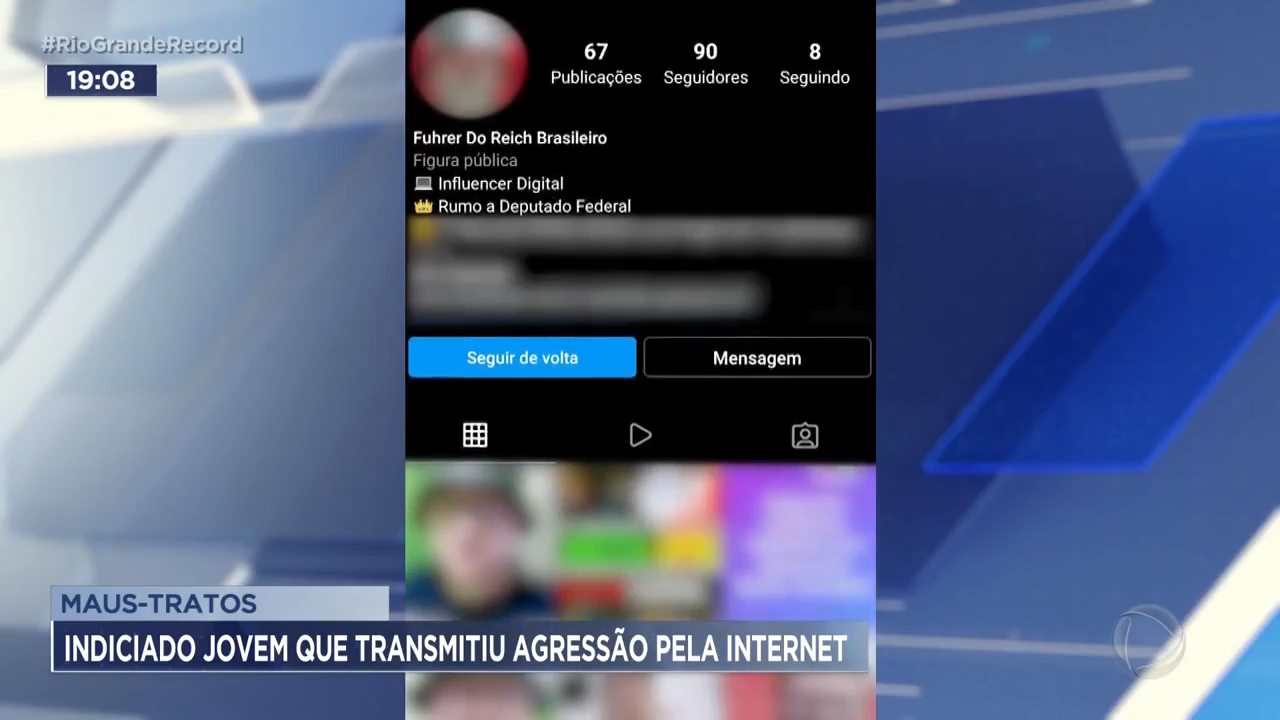 #RioGrandeRecord
19:08
67 90 8
Publicações Seguidores Seguindo
Fuhrer Do Reich Brasileiro
Figura pública
💻 Influencer Digital
👑 Rumo a Deputado Federal
Seguir de volta Mensagem
MAUS-TRATOS
INDICIADO JOVEM QUE TRANSMITIU AGRESSÃO PELA INTERNET